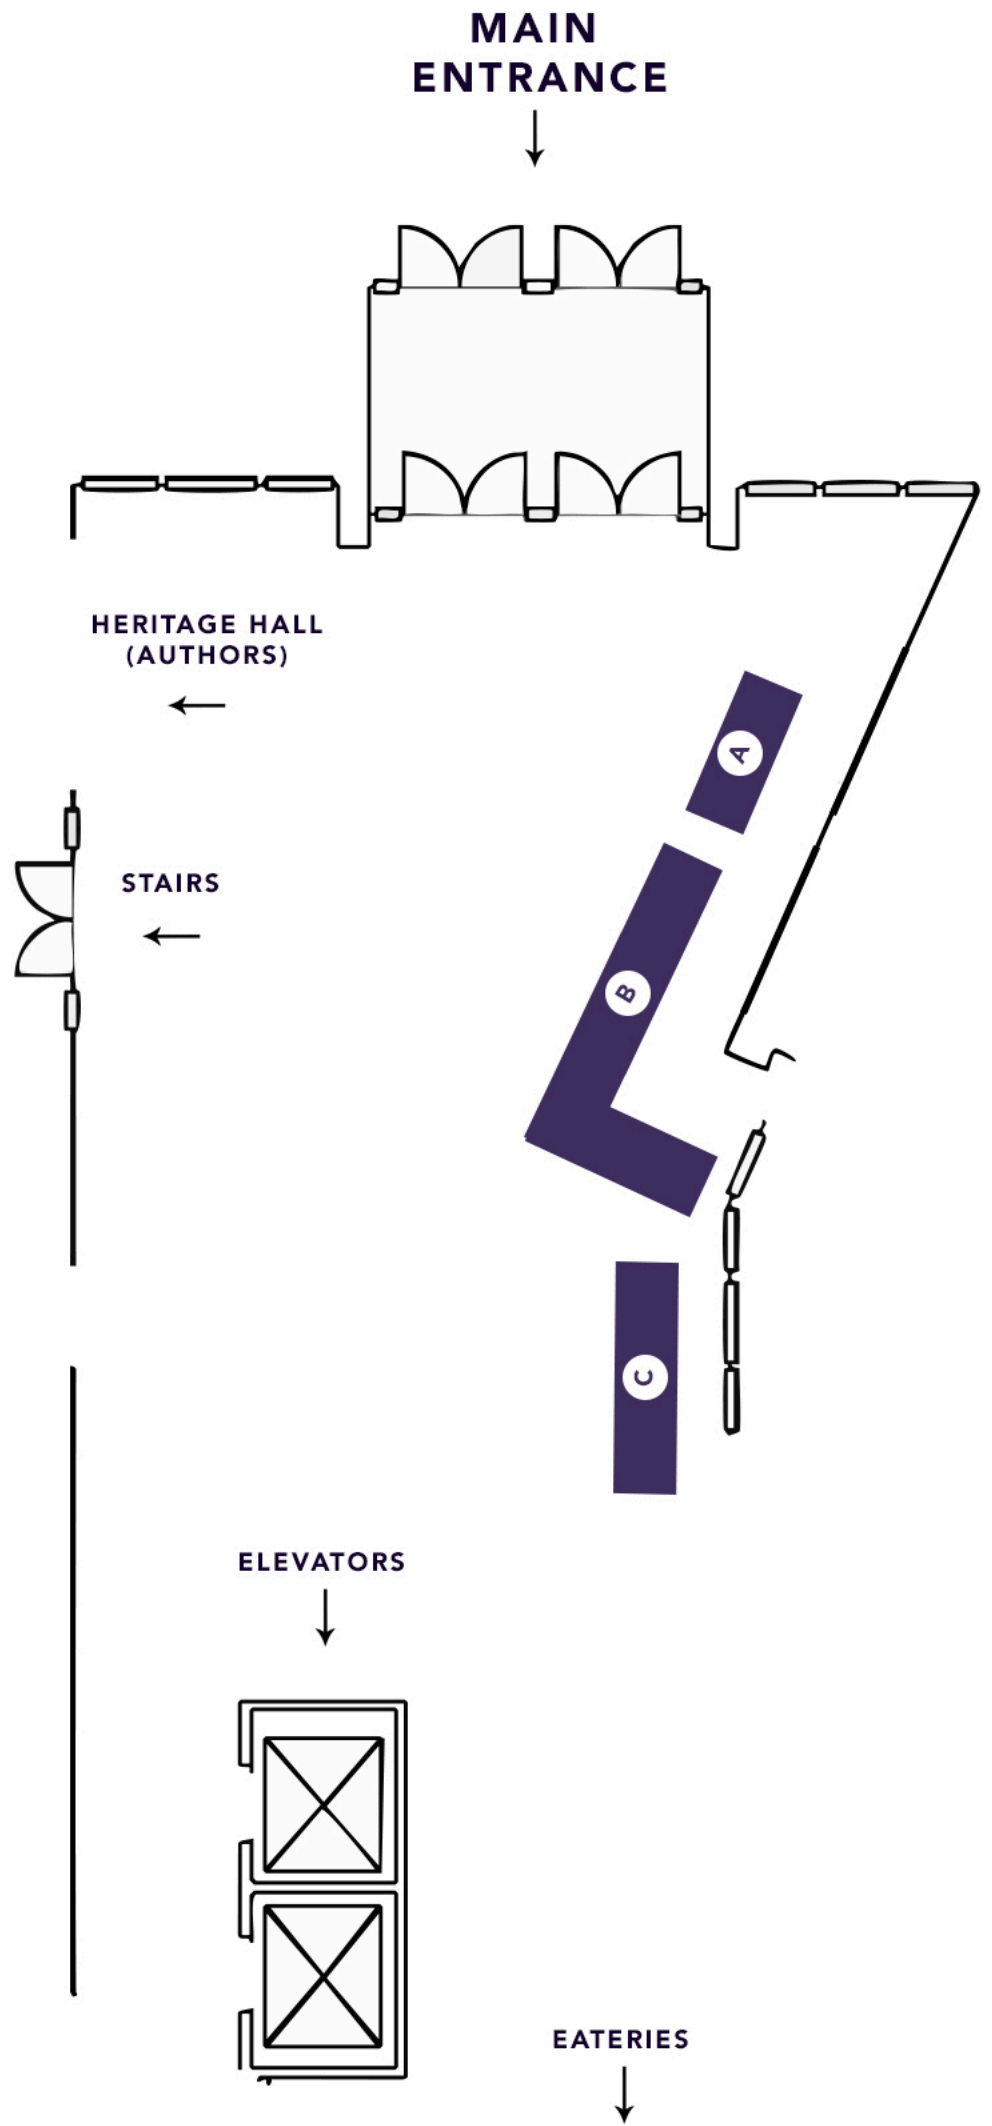 MAIN
ENTRANCE
HERITAGE HALL
(AUTHORS)
A
STAIRS
B
C
ELEVATORS
EATERIES